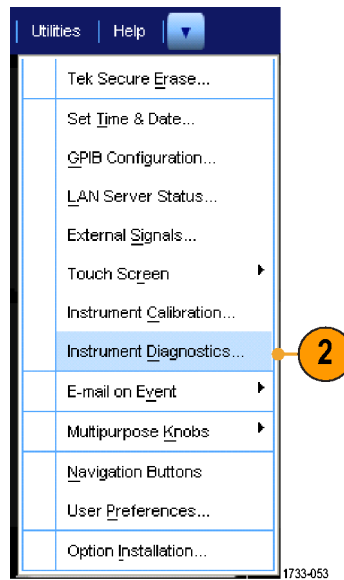 Utilities Help
Tek Secure Erase...
Set Time & Date...
GPIB Configuration...
LAN Server Status...
External Signals...
Touch Screen
Instrument Calibration...
Instrument Diagnostics...
2
E-mail on Event
Multipurpose Knobs
Navigation Buttons
User Preferences...
Option Installation...
1733-053